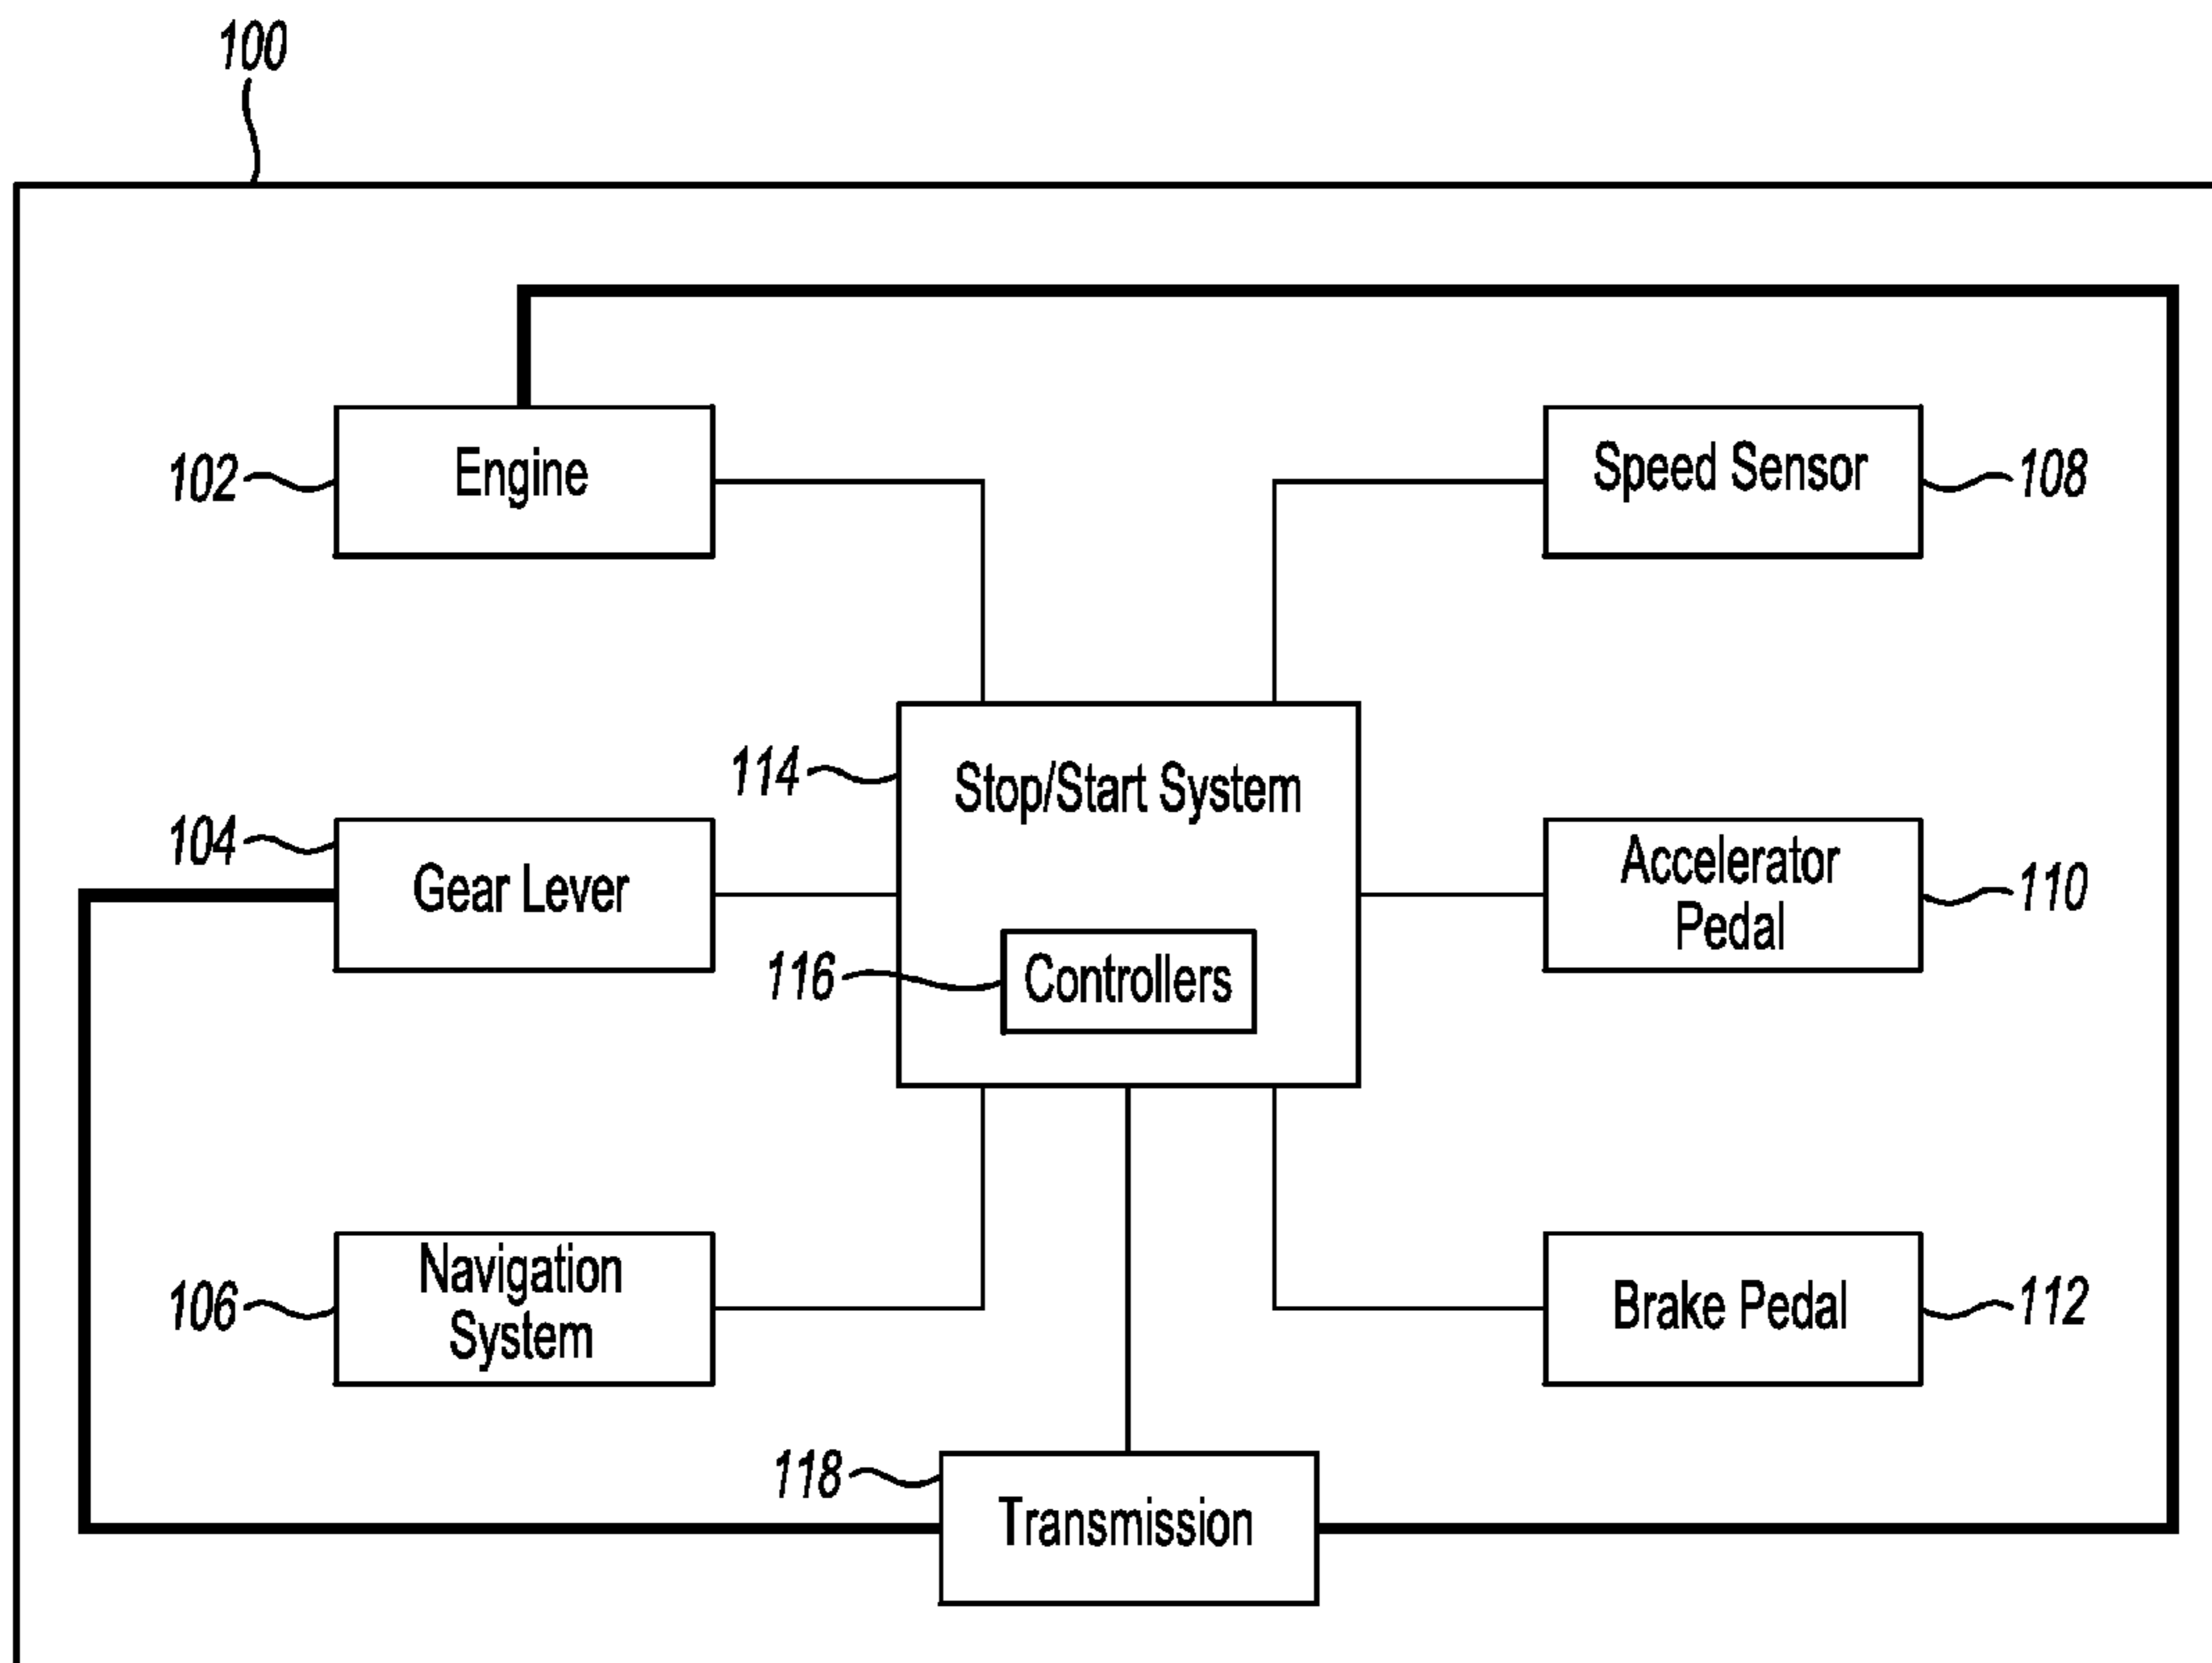 100
102
Engine
Speed Sensor
108
114
Stop/Start System
104
Gear Lever
Accelerator
Pedal
110
116
Controllers
106
Navigation
System
Brake Pedal
112
118
Transmission